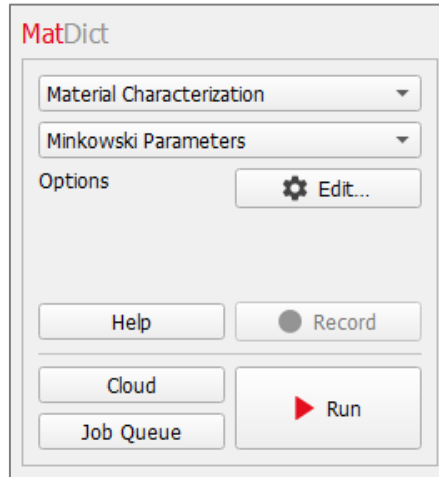 MatDict
Material Characterization
Minkowski Parameters
Options
Edit...
Help
Record
Cloud
Run
Job Queue